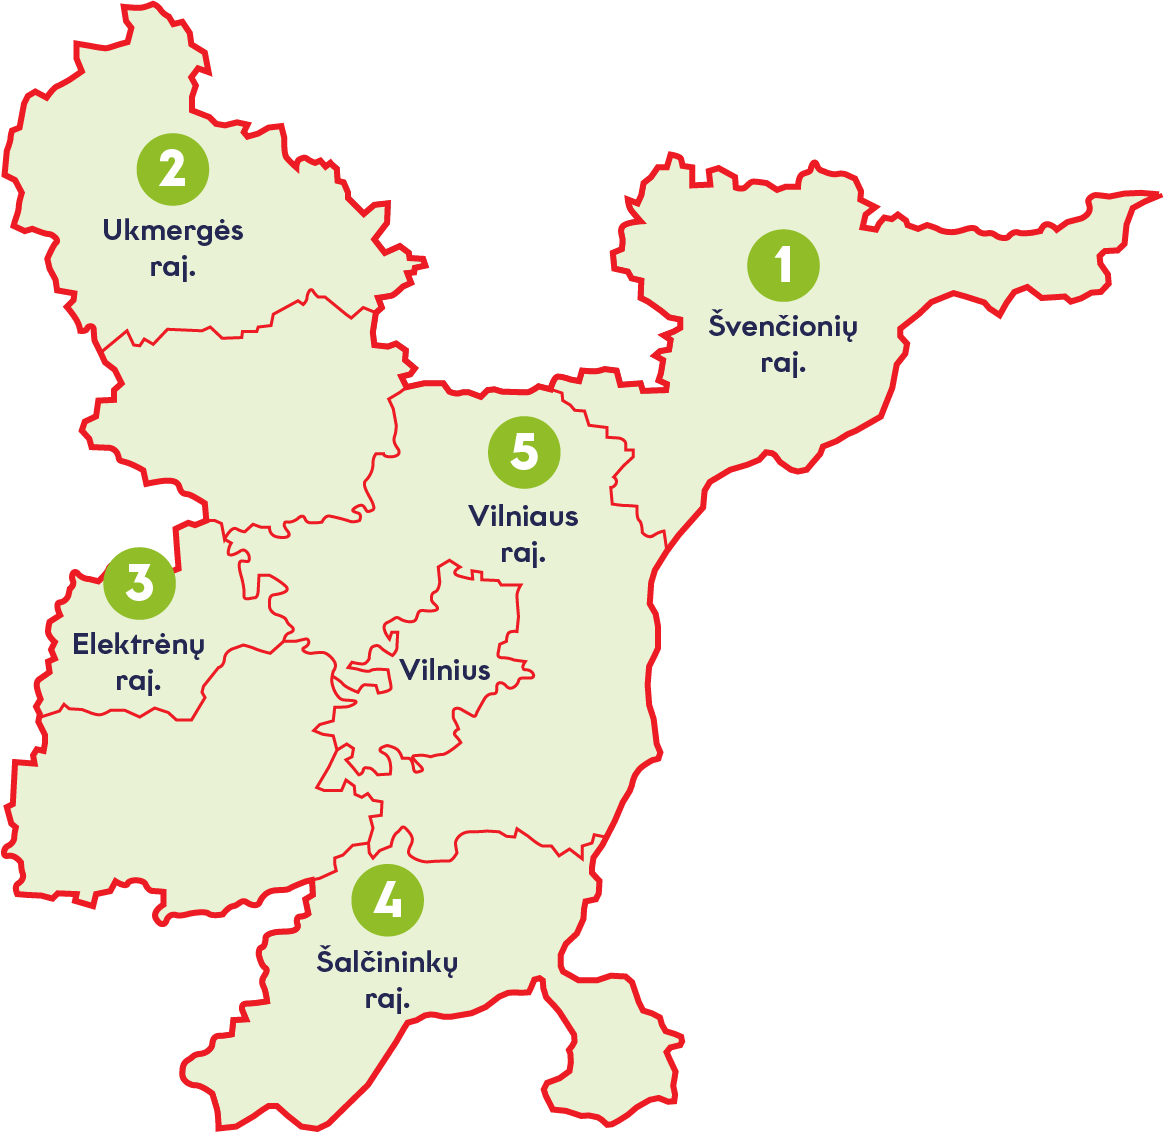 2
Ukmergės
raj.
1
Švenčionių
raj.
5
Vilniaus
raj.
3
Elektrėnų
raj.
Vilnius
4
Šalčininkų
raj.